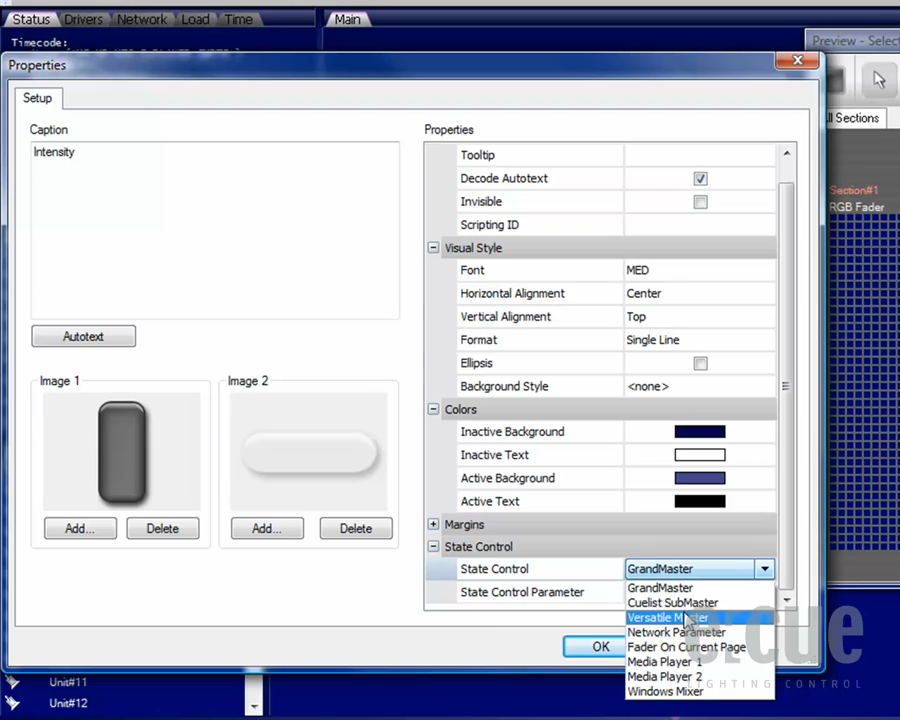 Status Drivers Network Load Time Main
Timecode:
Preview - Select
Properties
Setup
All Sections
Caption
Intensity
Autotext
Image 1
Image 2
Add... Delete Add... Delete
Properties
Tooltip
Decode Autotext
Invisible
Scripting ID
Visual Style
Font MED
Horizontal Alignment Center
Vertical Alignment Top
Format Single Line
Ellipsis
Background Style <none>
Colors
Inactive Background
Inactive Text
Active Background
Active Text
Margins
State Control
State Control GrandMaster
State Control Parameter
GrandMaster
Cuelist SubMaster
Versatile Master
Network Parameter
Fader On Current Page
Media Player 1
Media Player 2
Windows Mixer
OK
Section#1
RGB Fader
Unit#11
Unit#12
e:cue
LIGHTING CONTROL